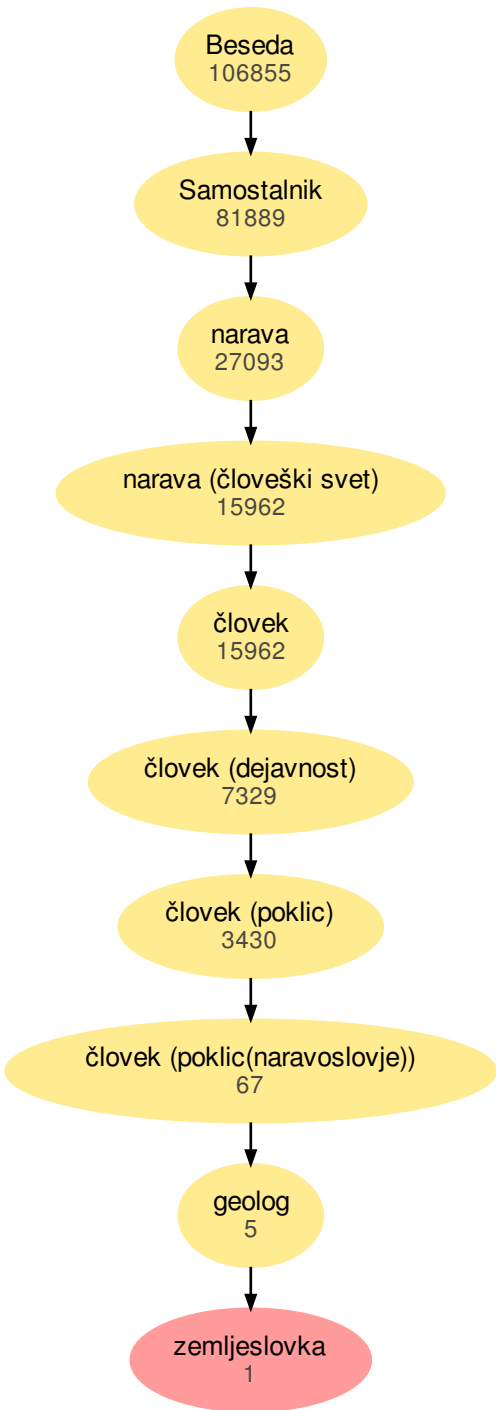 Beseda
106855
Samostalnik
81889
narava
27093
narava (človeški svet)
15962
človek
15962
človek (dejavnost)
7329
človek (poklic)
3430
človek (poklic(naravoslovje))
67
geolog
5
zemljeslovka
1